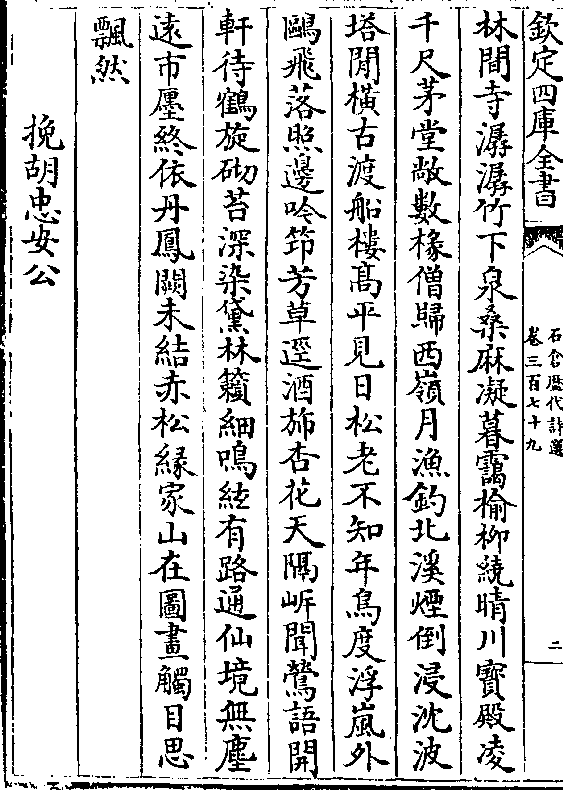 欽定四庫全書
石倉歷代詩選
卷三百七十九
二
林間寺潺潺竹下泉桑麻凝暮靄榆柳繞晴川寶殿凌
千尺茅堂敞數椽僧歸西嶺月漁釣北溪煙倒浸沈波
塔閒橫古渡船樓髙平見日松老不知年鳥度浮嵐外
鷗飛落照邊吟筇芳草逕酒斾杏花天隔岸聞鶯語開
軒待鶴旋砌苔深染黛林籟細鳴絃有路通仙境無塵
遠市廛終依丹鳳闕未結赤松緣家山在圖畫觸目思
飄然
挽胡忠安公